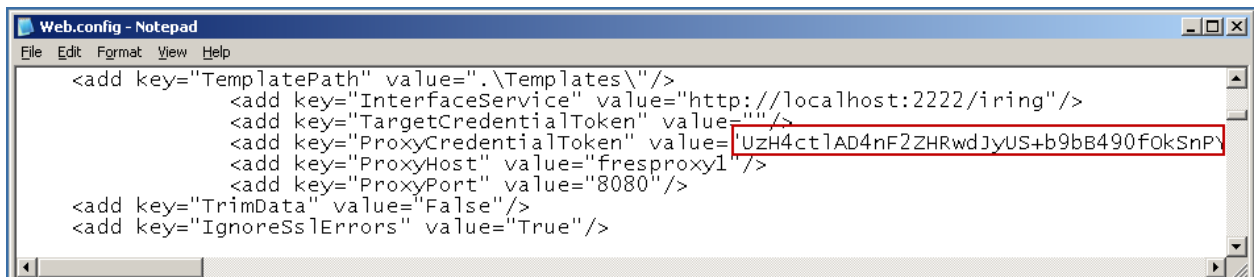 Web.config - Notepad
File Edit Format View Help
<add key="TemplatePath" value=".\Templates\"/>
<add key="InterfaceService" value="http://localhost:2222/iring"/>
<add key="TargetCredentialToken" value=""/>
<add key="ProxyCredentialToken" value="UzH4ctlAD4nF2ZHRwdJyUS+b9bB490fOkSnPY
<add key="ProxyHost" value="fresproxy1"/>
<add key="ProxyPort" value="8080"/>
<add key="TrimData" value="False"/>
<add key="IgnoreSslErrors" value="True"/>